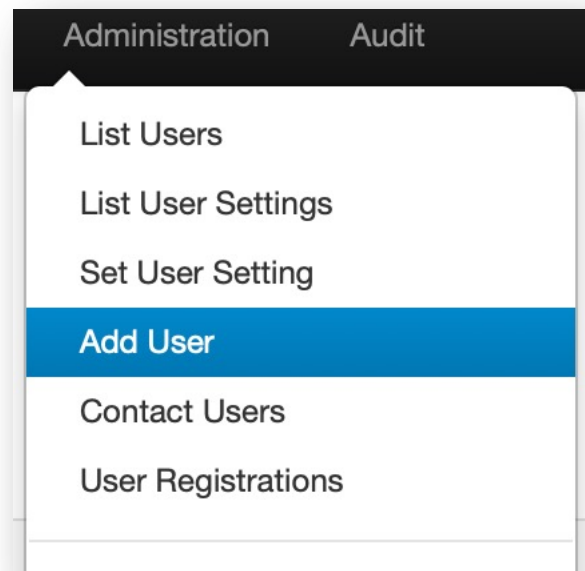 Administration Audit
List Users
List User Settings
Set User Setting
Add User
Contact Users
User Registrations